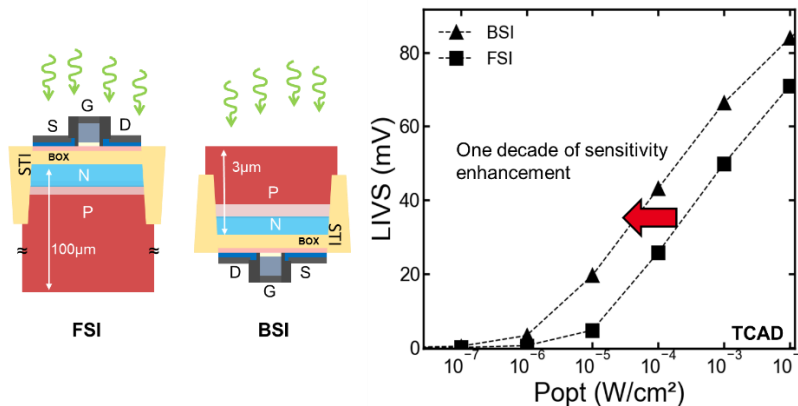 G
S
D
STI
BOX
N
P
100μm
≈
≈
FSI
3μm
P
N
STI
BOX
D
S
G
BSI
BSI
FSI
One decade of sensitivity
enhancement
TCAD
LIVS (mV)
80
60
40
20
0
10⁻⁷
10⁻⁶
10⁻⁵
10⁻⁴
10⁻³
10⁻
Popt (W/cm²)